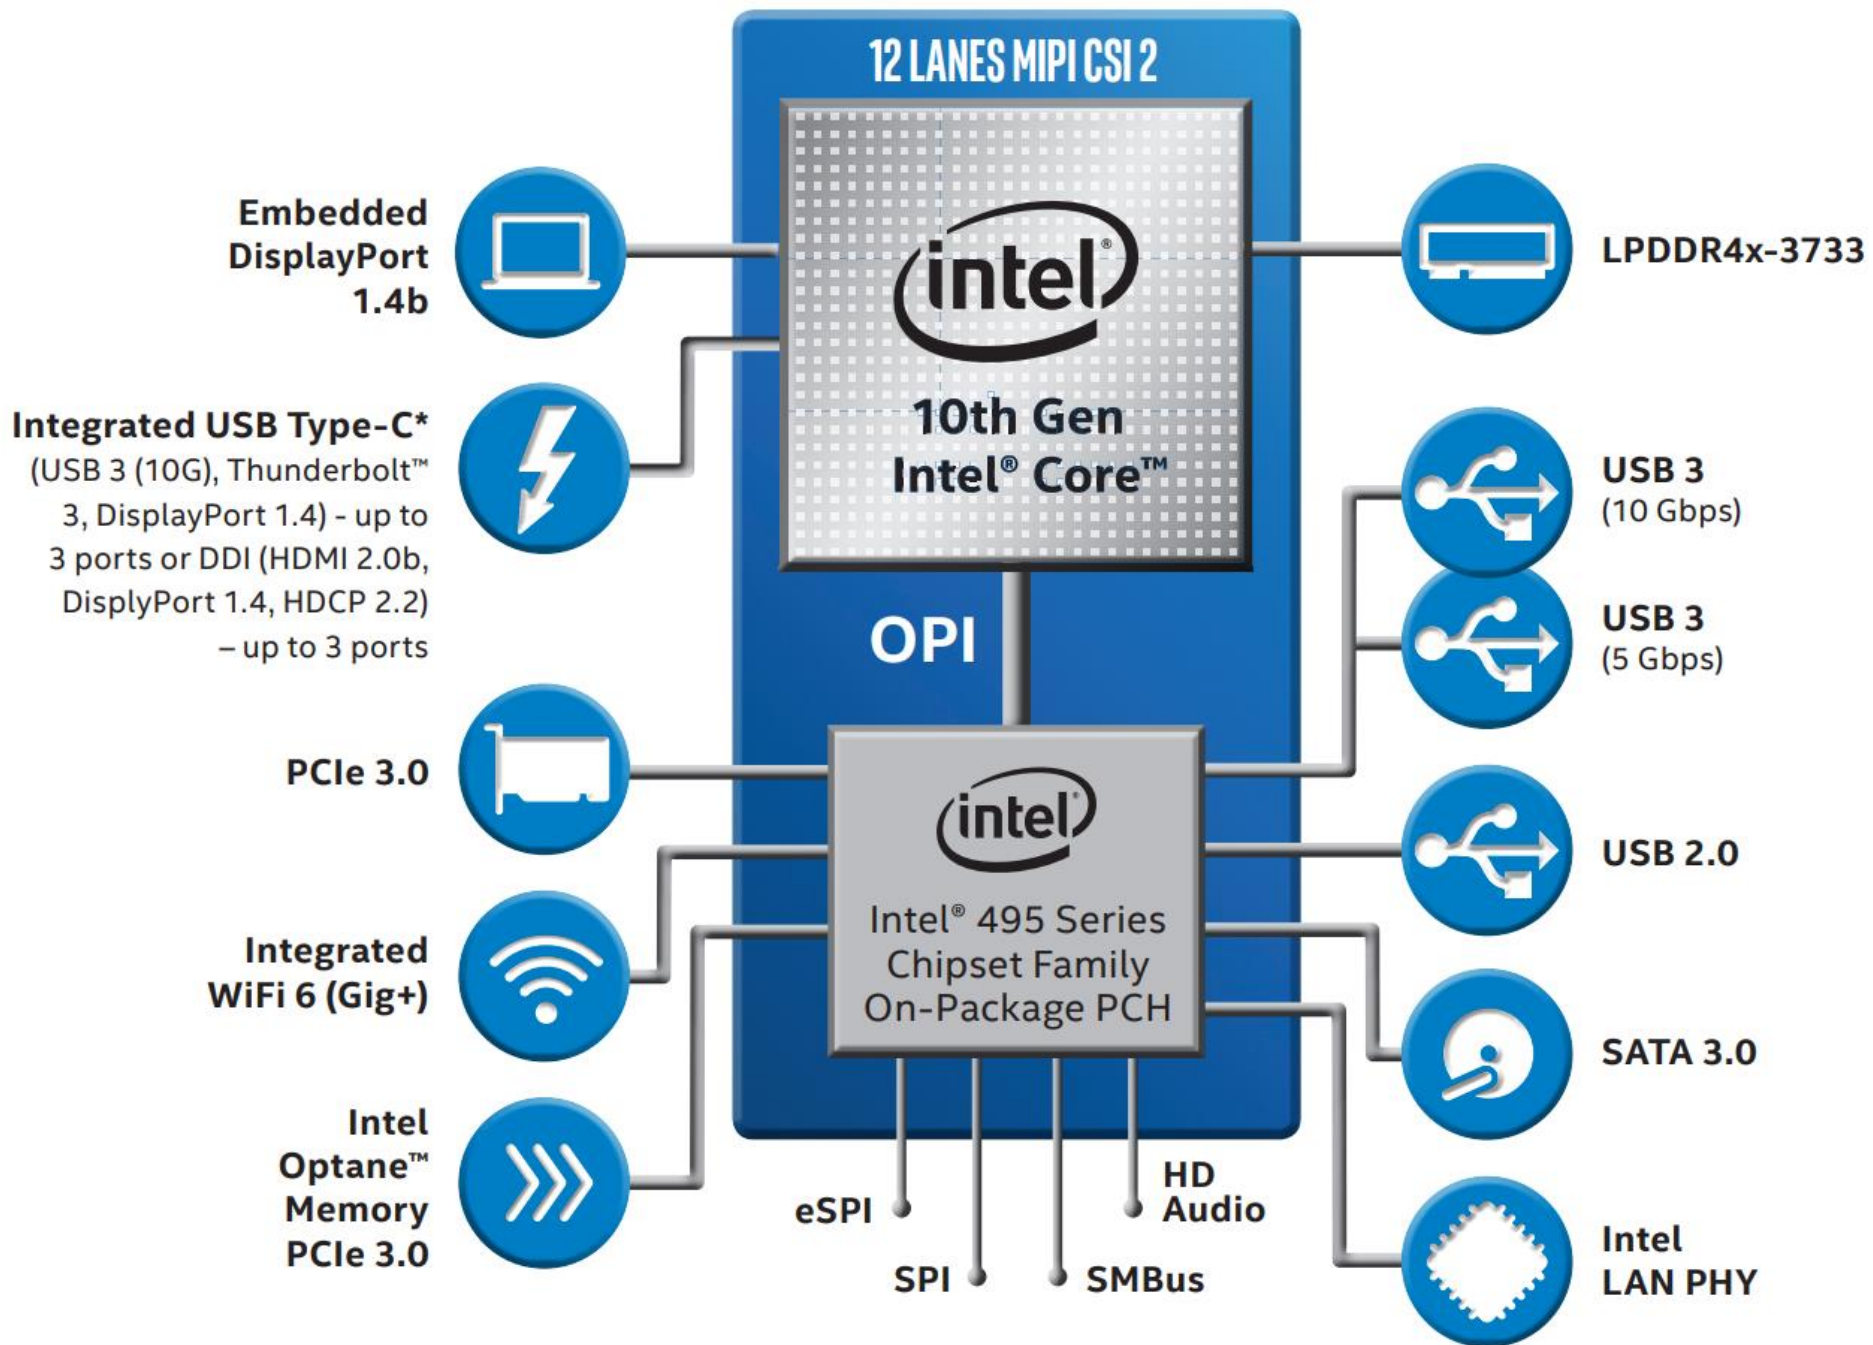 12 LANES MIPI CSI 2
intel®
10th Gen
Intel® Core™
OPI
intel®
Intel® 495 Series
Chipset Family
On-Package PCH
Embedded
DisplayPort
1.4b
Integrated USB Type-C*
(USB 3 (10G), Thunderbolt™
3, DisplayPort 1.4) - up to
3 ports or DDI (HDMI 2.0b,
DisplyPort 1.4, HDCP 2.2)
– up to 3 ports
PCIe 3.0
Integrated
WiFi 6 (Gig+)
Intel
Optane™
Memory
PCIe 3.0
LPDDR4x-3733
USB 3
(10 Gbps)
USB 3
(5 Gbps)
USB 2.0
SATA 3.0
Intel
LAN PHY
eSPI
SPI
SMBus
HD
Audio